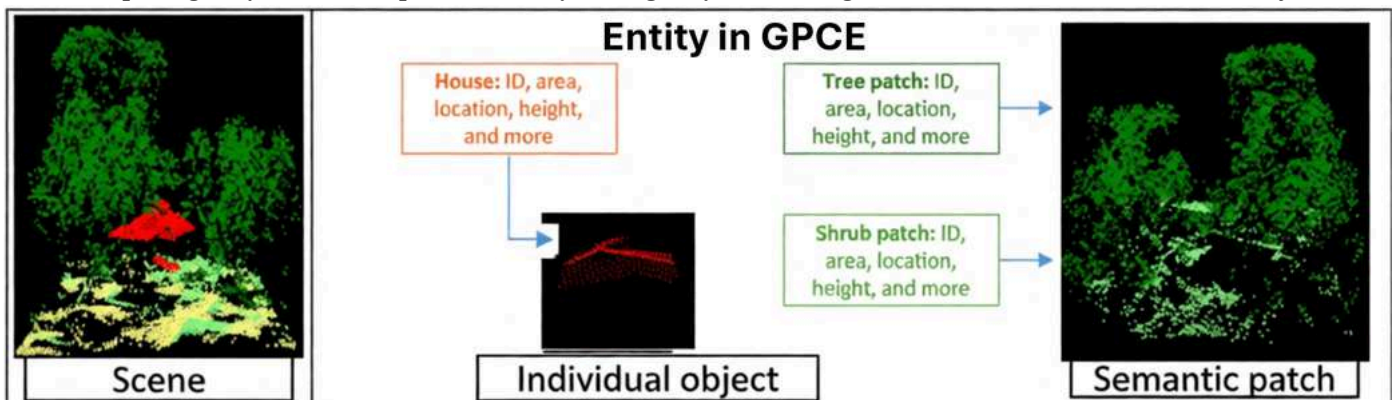 Entity in GPCE
House: ID, area,
location, height,
and more
Tree patch: ID,
area, location,
height, and more
Shrub patch: ID,
area, location,
height, and more
Scene
Individual object
Semantic patch